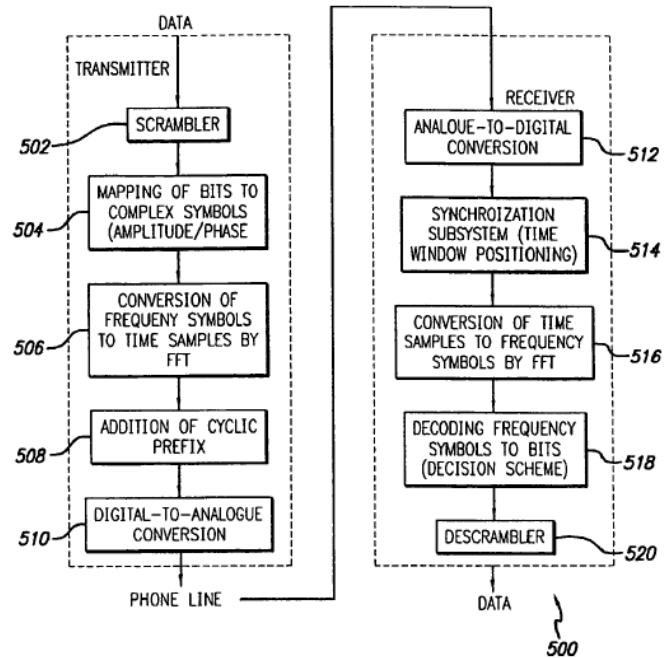 DATA
TRANSMITTER
502
SCRAMBLER
504
MAPPING OF BITS TO
COMPLEX SYMBOLS
(AMPLITUDE/PHASE
506
CONVERSION OF
FREQUENY SYMBOLS
TO TIME SAMPLES BY
FFT
508
ADDITION OF CYCLIC
PREFIX
510
DIGITAL-TO-ANALOGUE
CONVERSION
PHONE LINE
RECEIVER
ANALOUE-TO-DIGITAL
CONVERSION
512
SYNCHROIZATION
SUBSYSTEM (TIME
WINDOW POSITIONING)
514
CONVERSION OF TIME
SAMPLES TO FREQUENCY
SYMBOLS BY FFT
516
DECODING FREQUENCY
SYMBOLS TO BITS
(DECISION SCHEME)
518
DESCRAMBLER
520
DATA
500